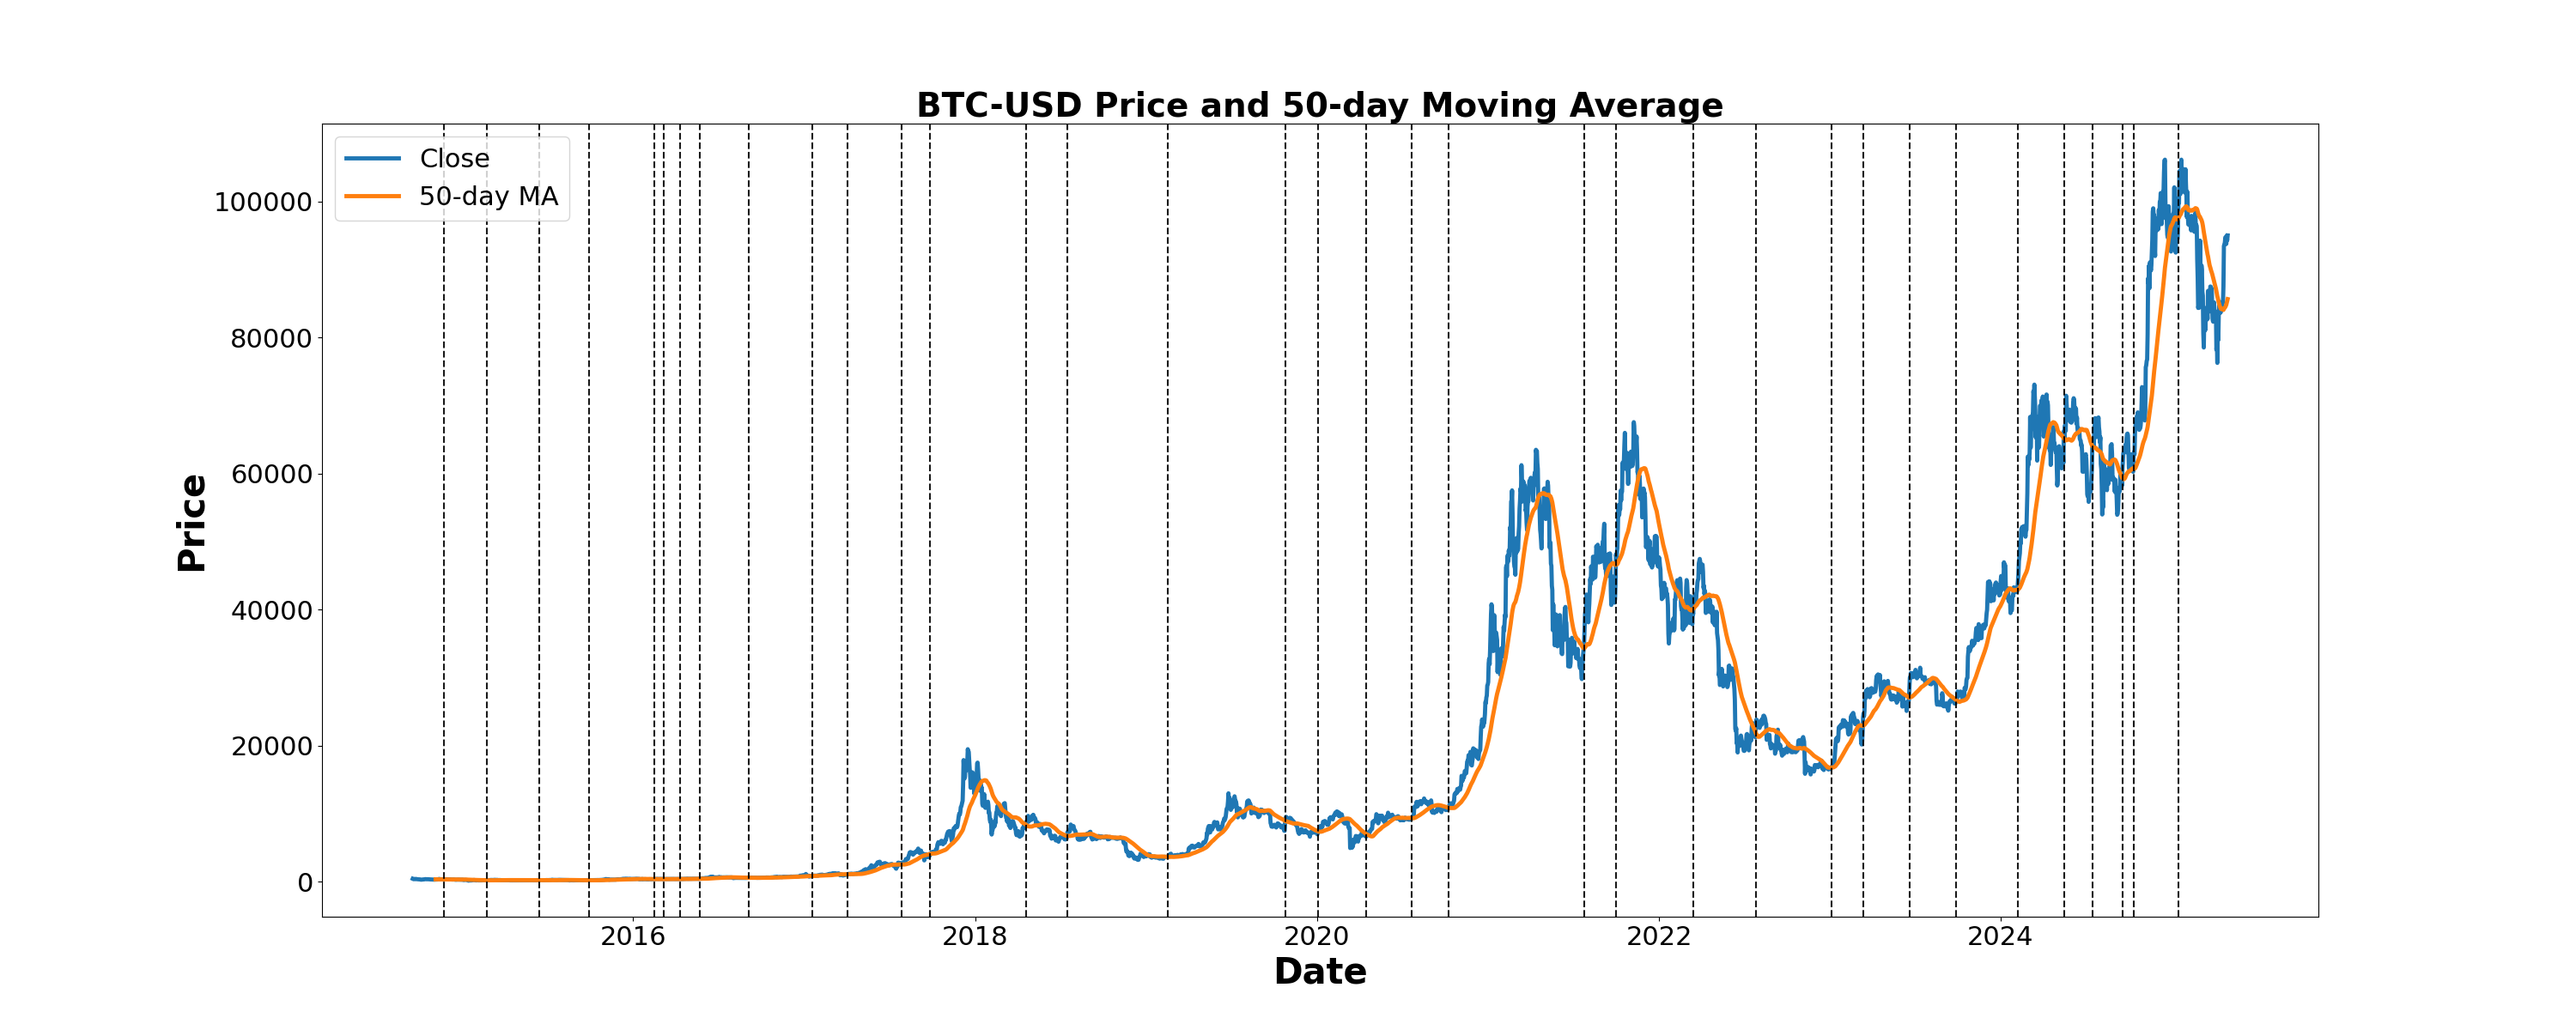 BTC-USD Price and 50-day Moving Average
Close
50-day MA
100000
80000
60000
40000
20000
0
Price
2016 2018 2020 2022 2024
Date